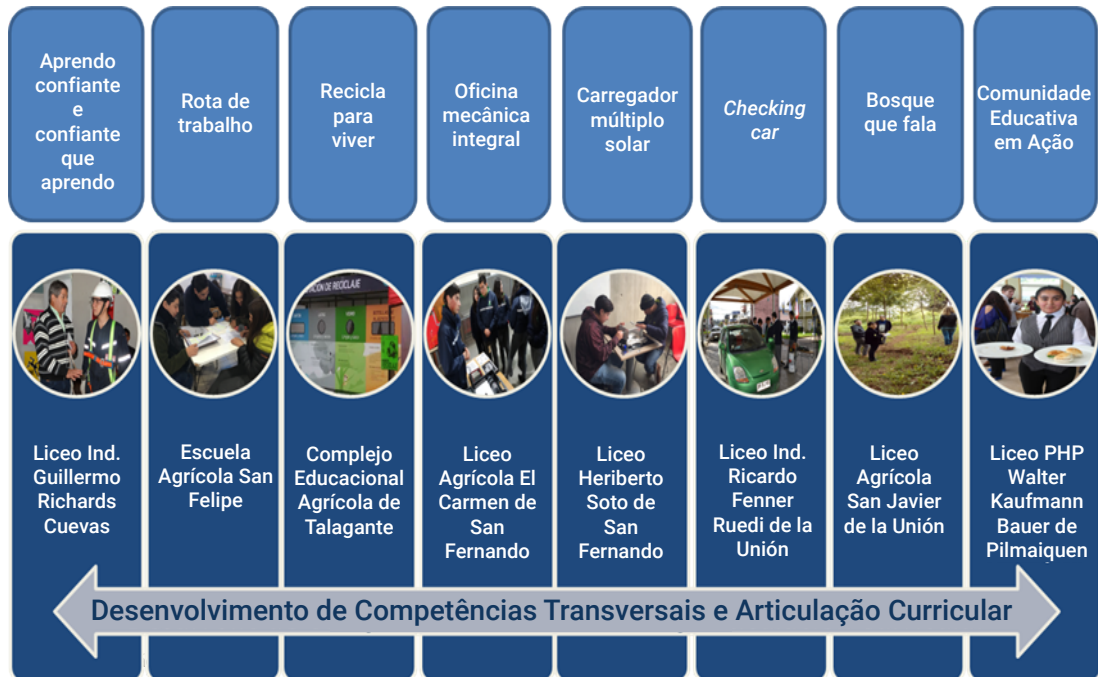 Aprendo
confiante
e
confiante
que
aprendo
Rota de
trabalho
Recicla
para
viver
Oficina
mecânica
integral
Carregador
múltiplo
solar
Checking
car
Bosque
que fala
Comunidade
Educativa
em Ação
ACION DE RECICLAJE
Liceo Ind.
Guillermo
Richards
Cuevas
Escuela
Agrícola San
Felipe
Complejo
Educacional
Agrícola de
Talagante
Liceo
Agrícola El
Carmen de
San
Fernando
Liceo
Heriberto
Soto de
San
Fernando
Liceo Ind.
Ricardo
Fenner
Ruedi de la
Unión
Liceo
Agrícola
San Javier
de la Unión
Liceo PHP
Walter
Kaufmann
Bauer de
Pilmaiquen
Desenvolvimento de Competências Transversais e Articulação Curricular